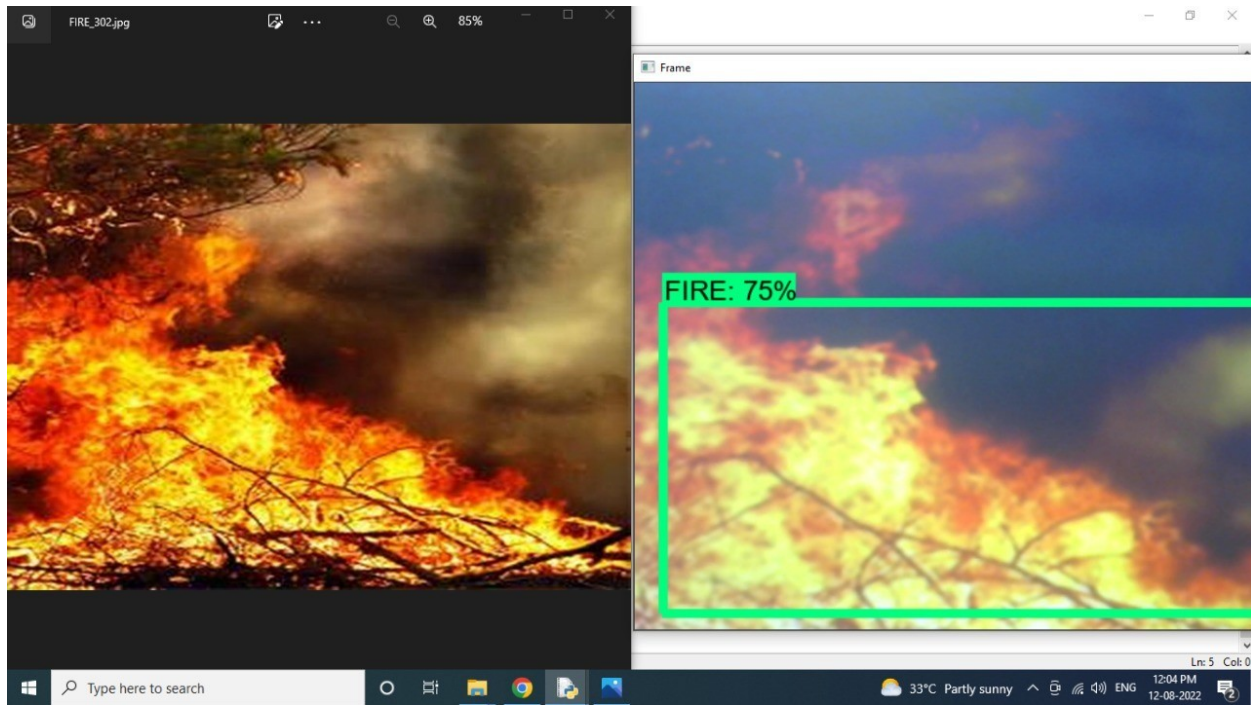 FIRE_302.jpg
85%
Frame
FIRE: 75%
Ln: 5 Col: 0
Type here to search
33°C Partly sunny
ENG
12:04 PM
12-08-2022
2